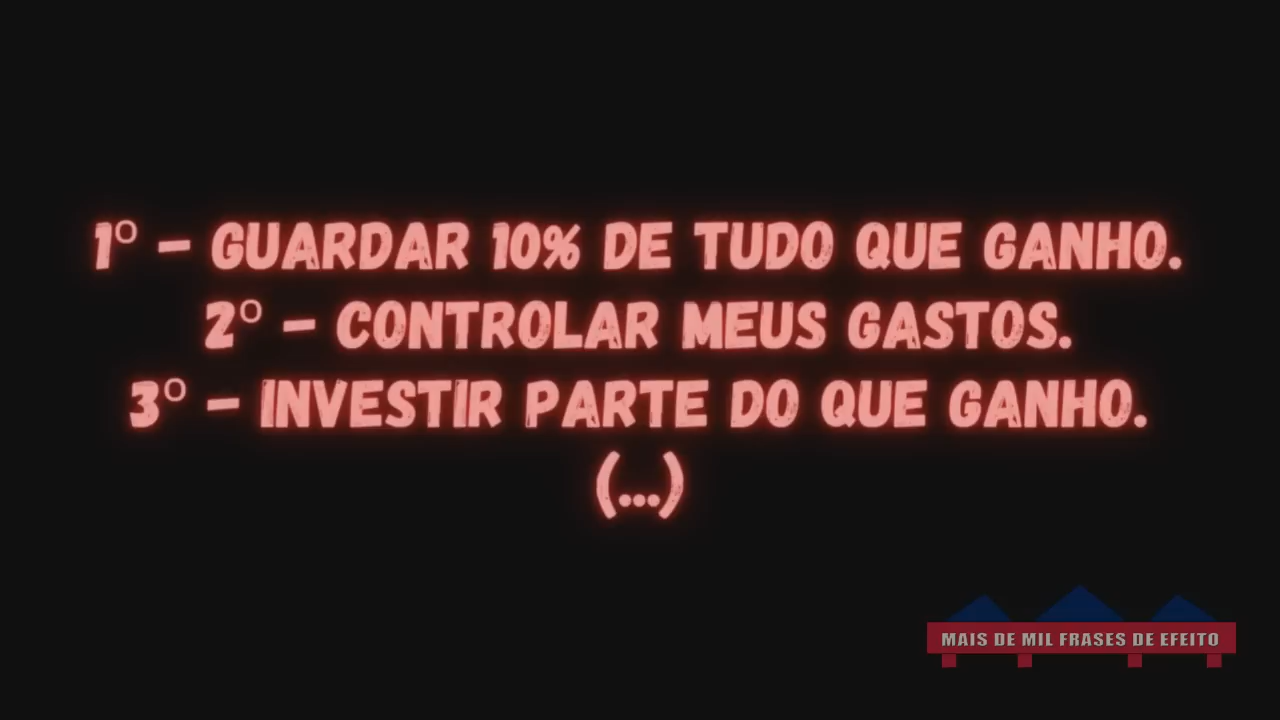 1º – GUARDAR 10% DE TUDO QUE GANHO.
2º – CONTROLAR MEUS GASTOS.
3º – INVESTIR PARTE DO QUE GANHO.
(...)
MAIS DE MIL FRASES DE EFEITO